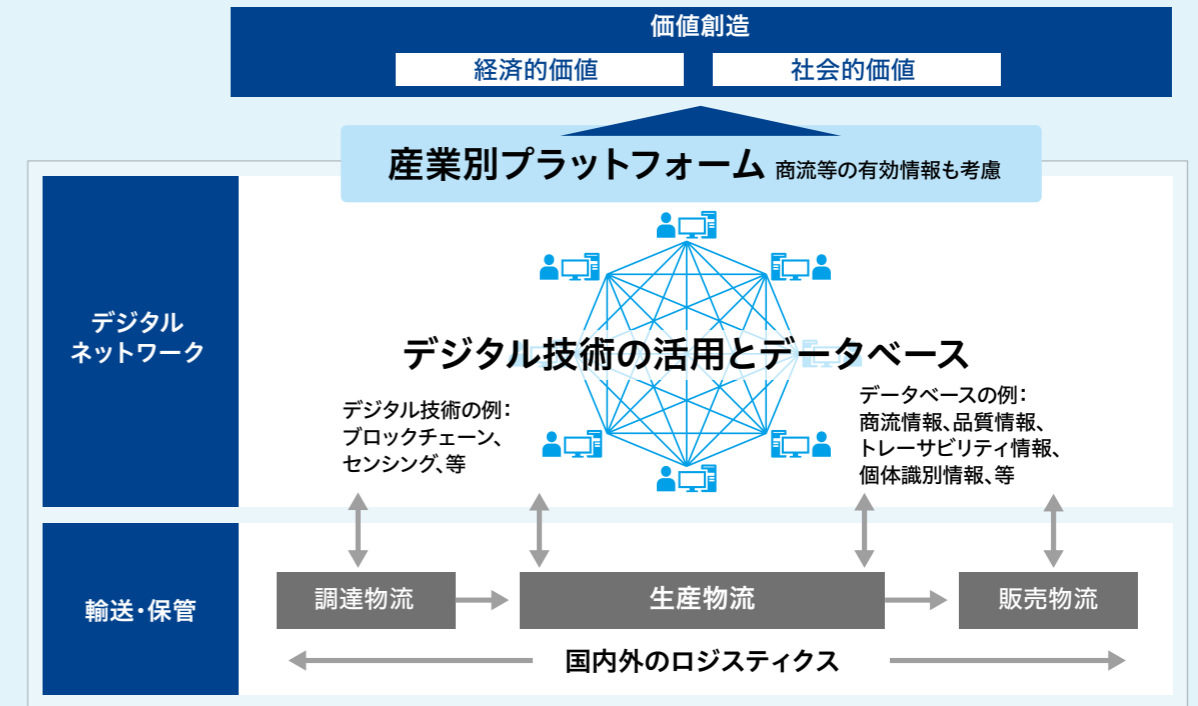 価値創造
経済的価値
社会的価値
産業別プラットフォーム 商流等の有効情報も考慮
デジタル
ネットワーク
デジタル技術の活用とデータベース
デジタル技術の例：
ブロックチェーン、
センシング、等
データベースの例：
商流情報、品質情報、
トレーサビリティ情報、
個体識別情報、等
輸送・保管
調達物流
生産物流
販売物流
国内外のロジスティクス